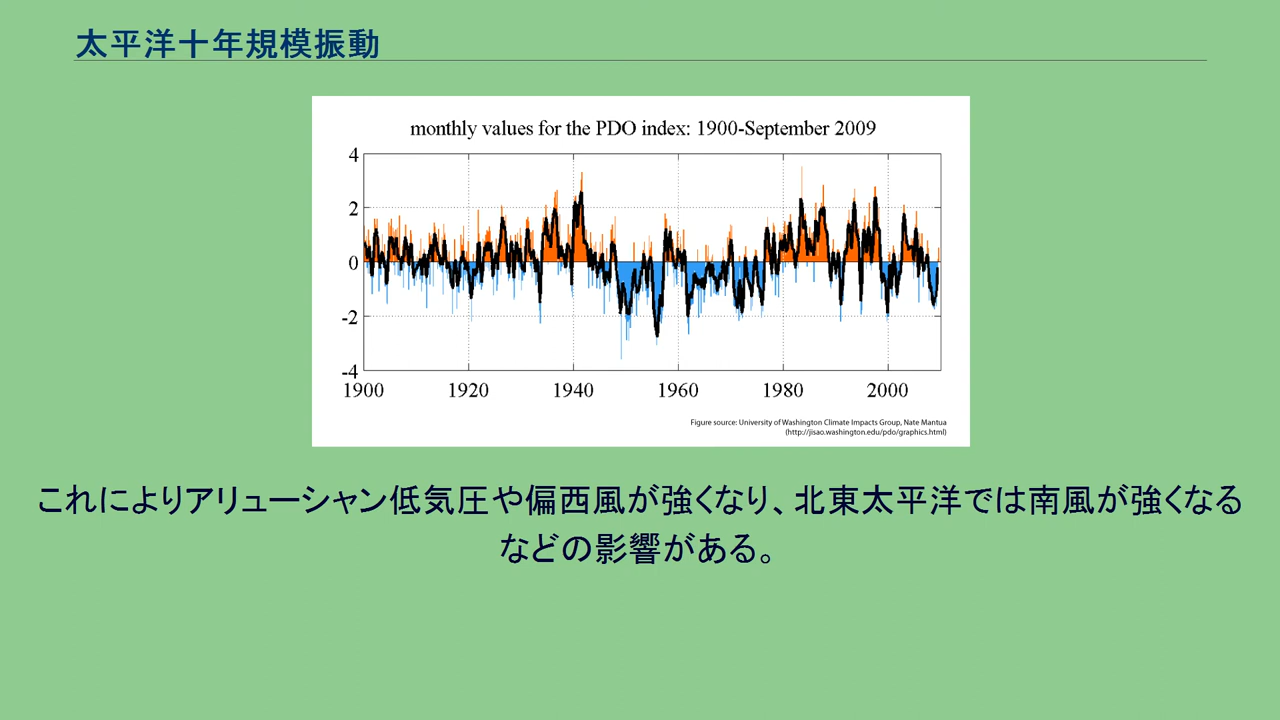 太平洋十年規模振動
monthly values for the PDO index: 1900-September 2009
4
2
0
-2
-4
1900 1920 1940 1960 1980 2000
Figure source: University of Washington Climate Impacts Group, Nate Mantua
(http://jisao.washington.edu/pdo/graphics.html)
これによりアリューシャン低気圧や偏西風が強くなり、北東太平洋では南風が強くなる
などの影響がある。